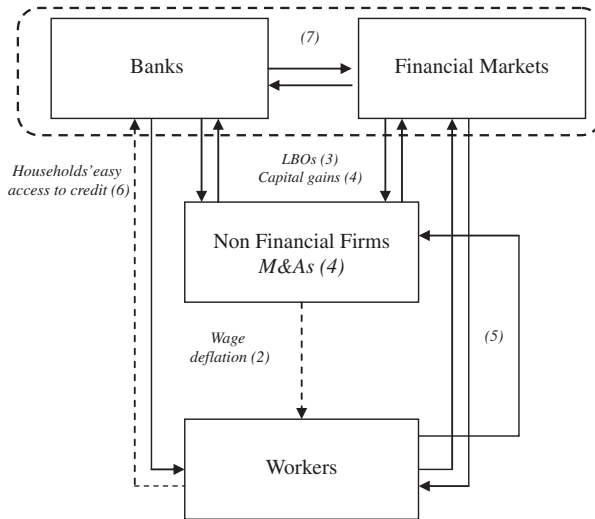 (7)
Banks
Financial Markets
Households'easy
access to credit (6)
LBOs (3)
Capital gains (4)
Non Financial Firms
M&As (4)
Wage
deflation (2)
(5)
Workers